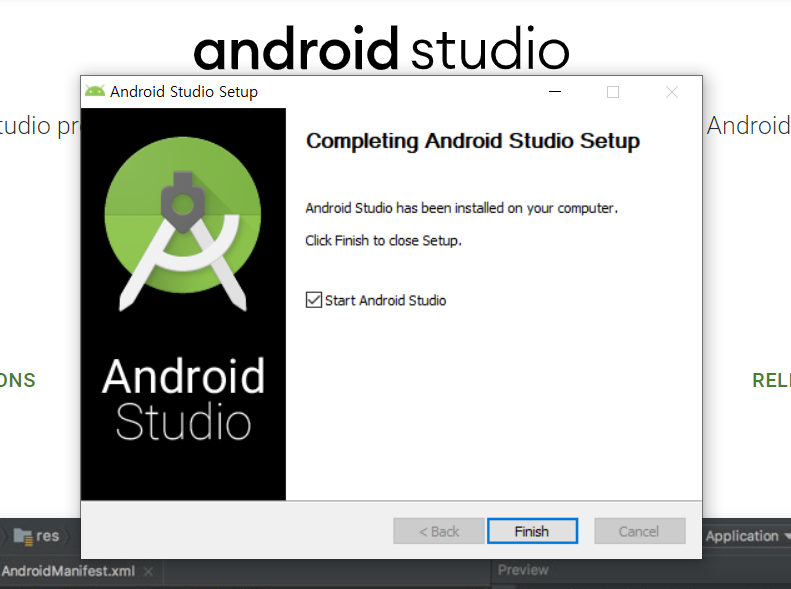 android studio
Android Studio Setup
tudio pr
Android
Completing Android Studio Setup
Android Studio has been installed on your computer.
Click Finish to close Setup.
Start Android Studio
ONS
RELI
Android
Studio
< Back
Finish
Cancel
res
Application
AndroidManifest.xml
Preview